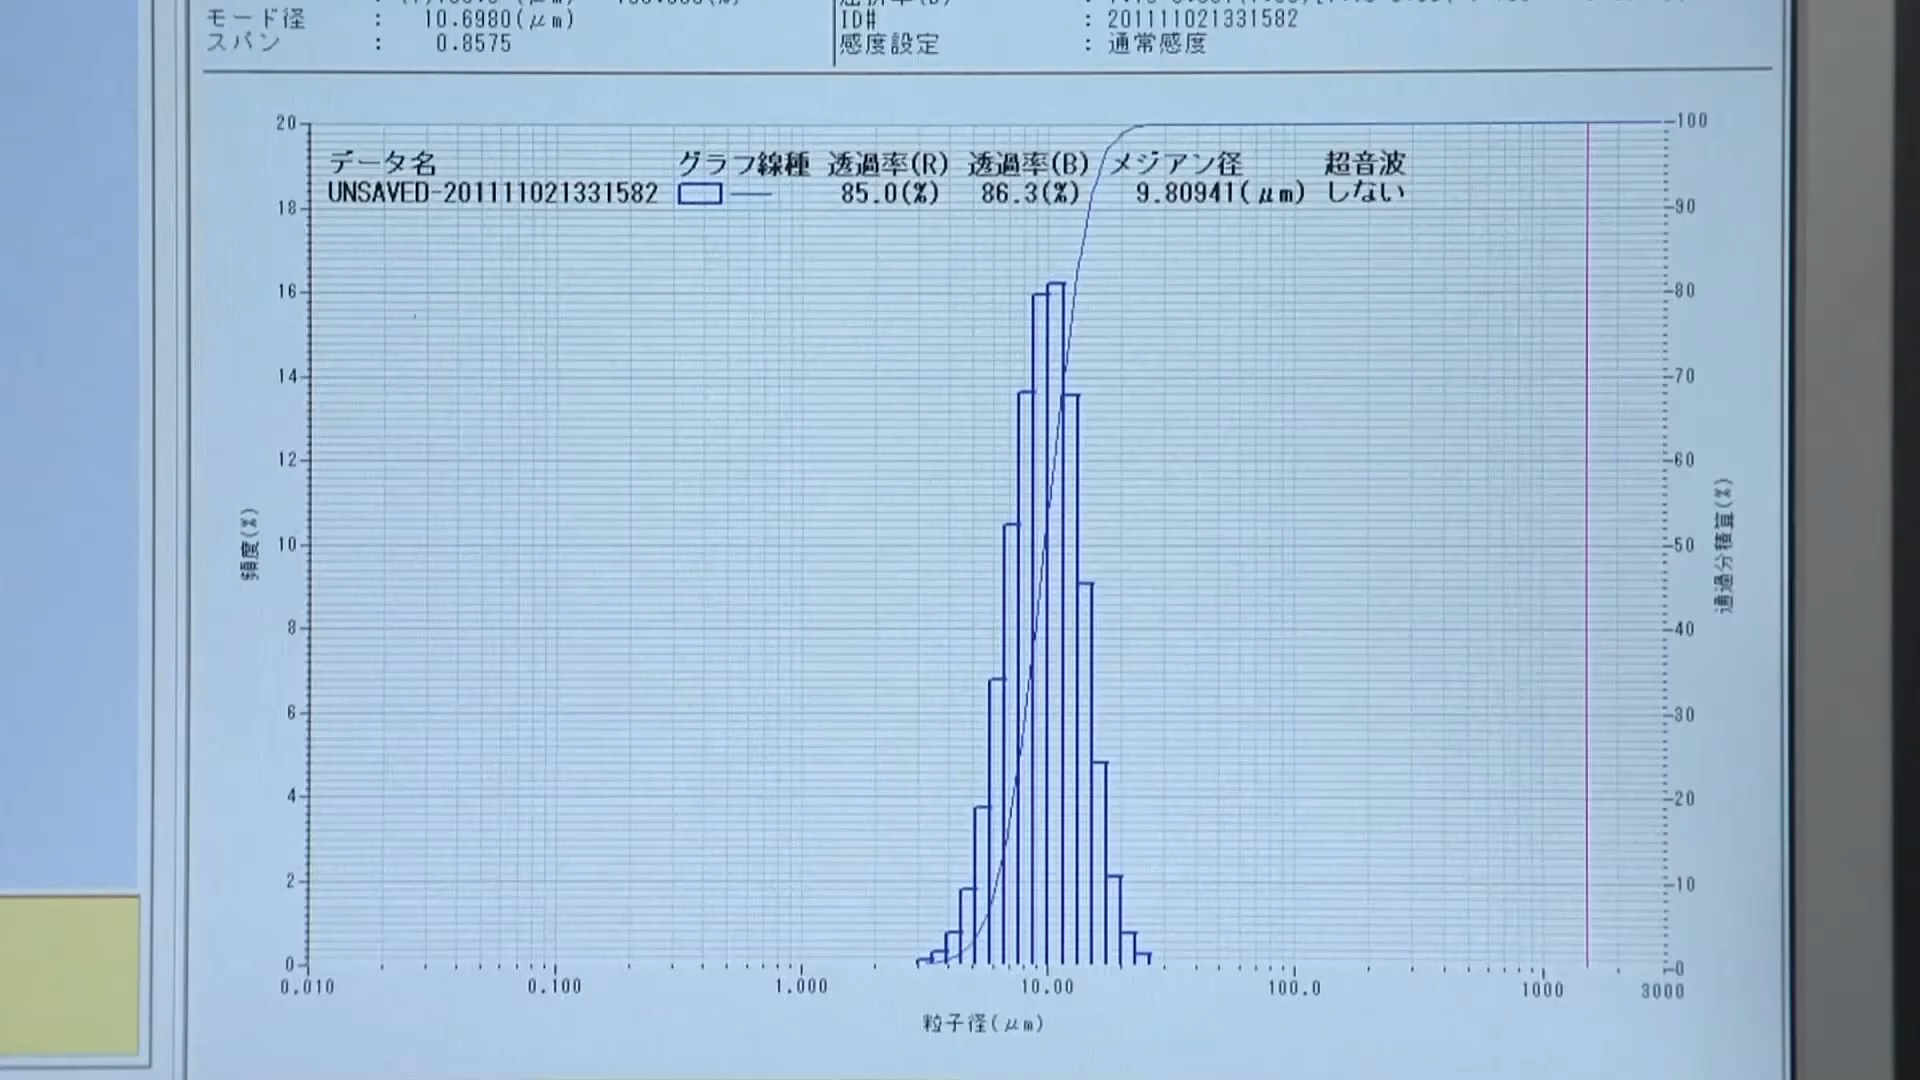 モード径 : 10.6980(μm)
スパン : 0.8575
ID# : 201111021331582
感度設定 : 通常感度
データ名 グラフ線種 透過率(R) 透過率(B) メジアン径 超音波
UNSAVED-201111021331582 85.0(%) 86.3(%) 9.80941(μm) しない
20
18
16
14
12
10
8
6
4
2
0
頻度(%)
100
90
80
70
60
50
40
30
20
10
0
通過分積算(%)
0.010 0.100 1.000 10.00 100.0 1000 3000
粒子径(μm)